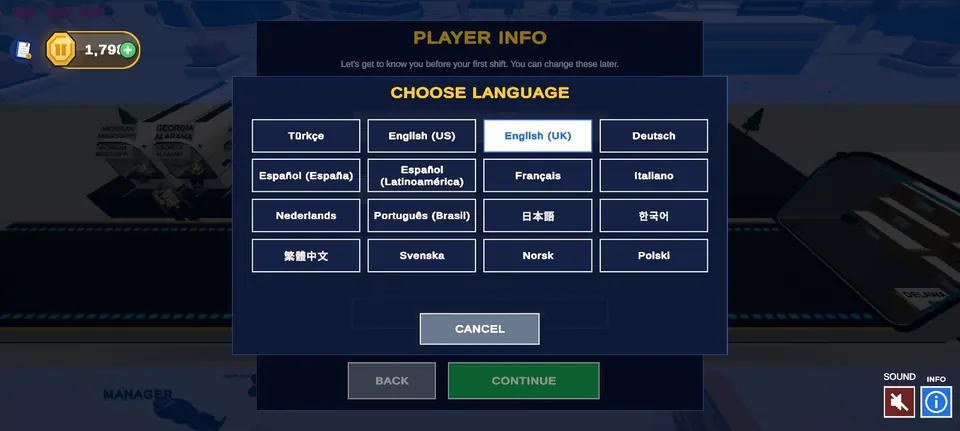 PLAYER INFO
1,79
Let's get to know you before your first shift. You can change these later.
CHOOSE LANGUAGE
Türkçe
English (US)
English (UK)
Deutsch
Español (España)
Español
(Latinoamérica)
Français
Italiano
Nederlands
Português (Brasil)
日本語
한국어
繁體中文
Svenska
Norsk
Polski
GEORGIA
ALABAMA
CANCEL
BACK
CONTINUE
MANAGER
SOUND
INFO